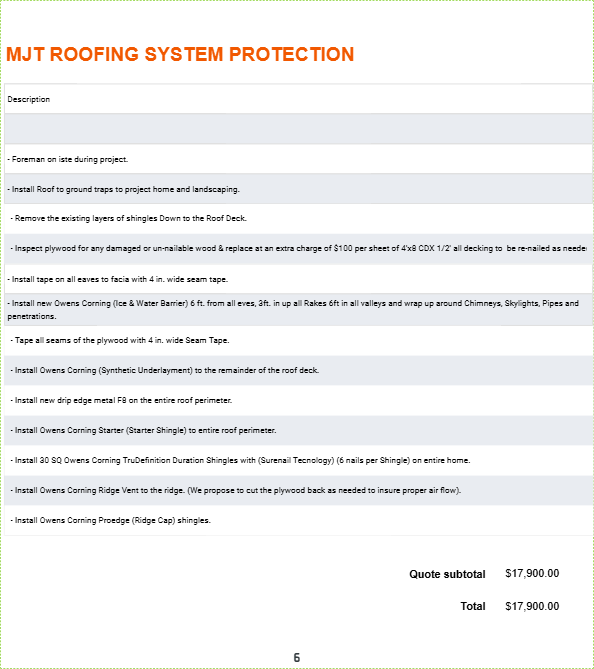 MJT ROOFING SYSTEM PROTECTION
Description
- Foreman on iste during project.
- Install Roof to ground traps to project home and landscaping.
- Remove the existing layers of shingles Down to the Roof Deck.
- Inspect plywood for any damaged or un-nailable wood & replace at an extra charge of $100 per sheet of 4'x8 CDX 1/2' all decking to be re-nailed as neede
- Install tape on all eaves to facia with 4 in. wide seam tape.
- Install new Owens Corning (Ice & Water Barrier) 6 ft. from all eves, 3ft. in up all Rakes 6ft in all valleys and wrap up around Chimneys, Skylights, Pipes and
penetrations.
- Tape all seams of the plywood with 4 in. wide Seam Tape.
- Install Owens Corning (Synthetic Underlayment) to the remainder of the roof deck.
- Install new drip edge metal F8 on the entire roof perimeter.
- Install Owens Corning Starter (Starter Shingle) to entire roof perimeter.
- Install 30 SQ Owens Corning TruDefinition Duration Shingles with (Surenail Tecnology) (6 nails per Shingle) on entire home.
- Install Owens Corning Ridge Vent to the ridge. (We propose to cut the plywood back as needed to insure proper air flow).
- Install Owens Corning Proedge (Ridge Cap) shingles.
Quote subtotal $17,900.00
Total $17,900.00
6